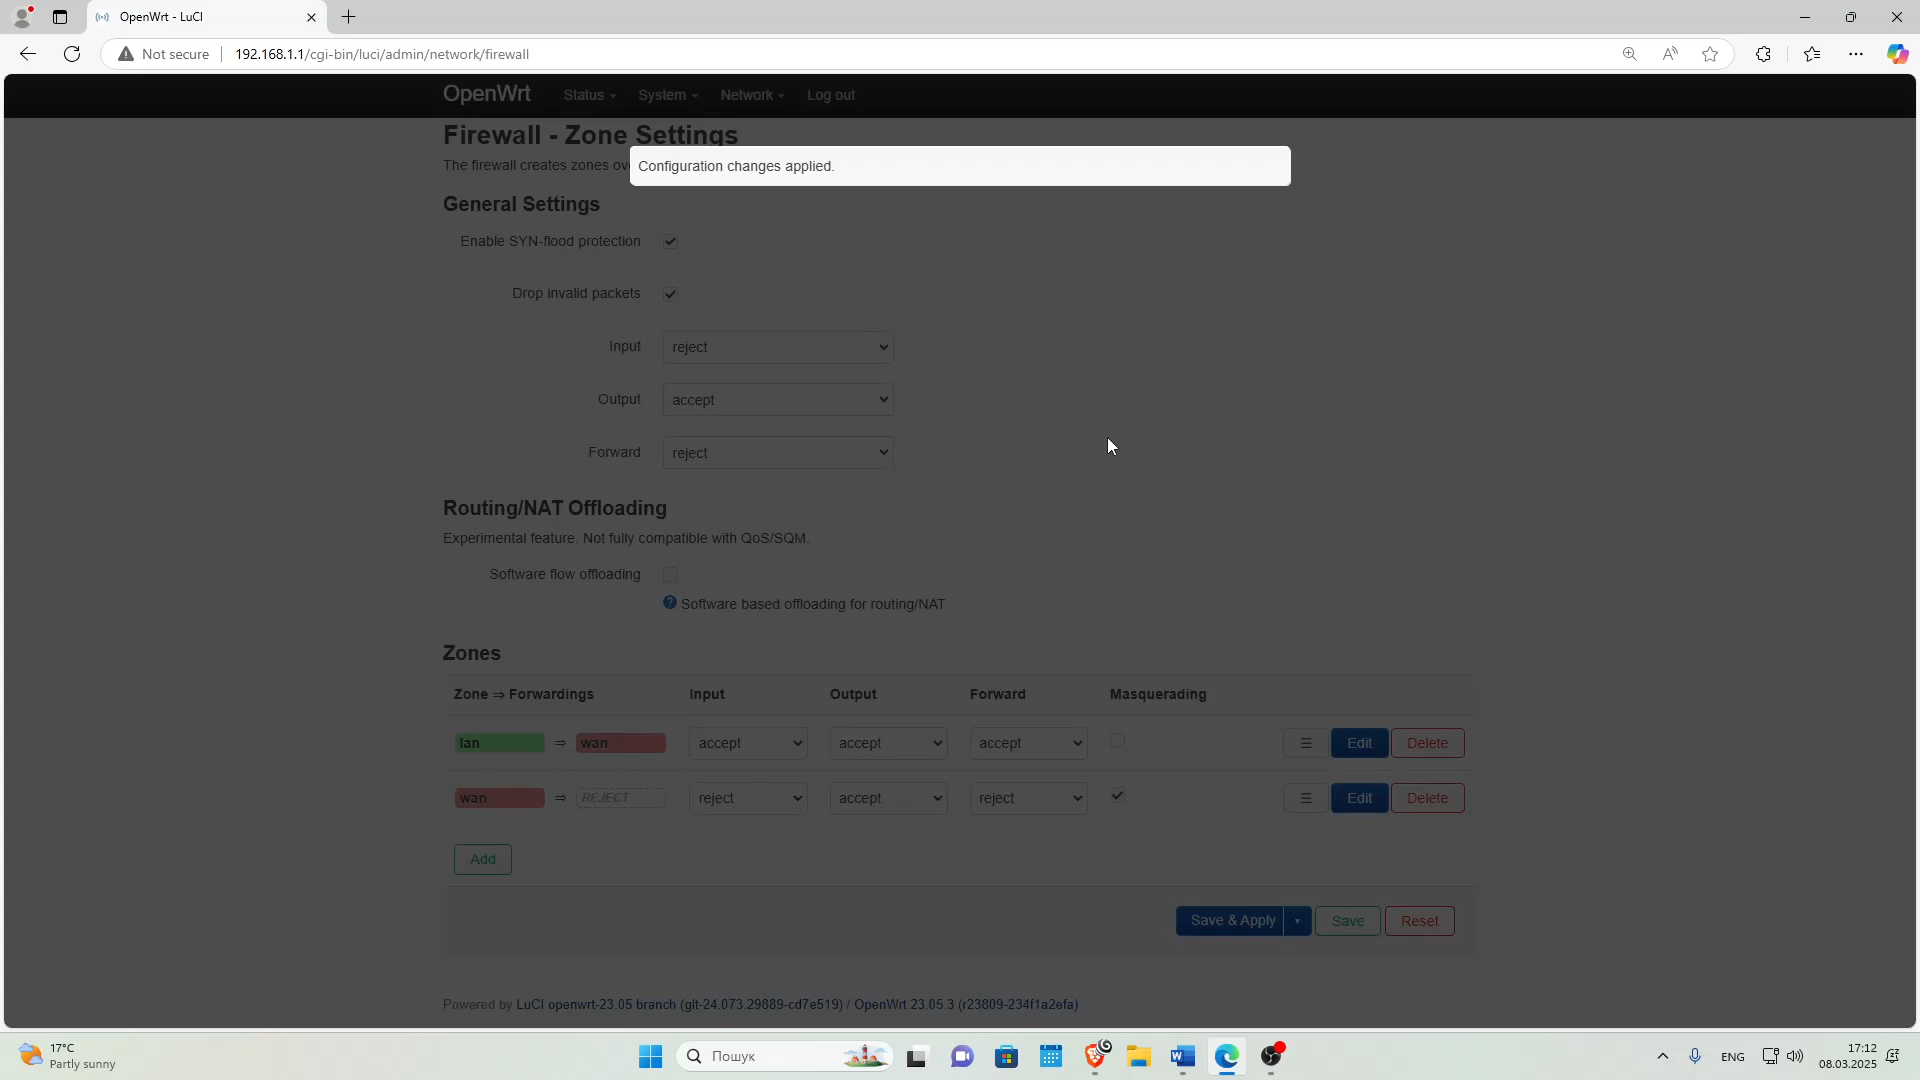 OpenWrt - LuCI
Not secure
192.168.1.1/cgi-bin/luci/admin/network/firewall
OpenWrt
Status
System
Network
Log out
Firewall - Zone Settings
The firewall creates zones
Configuration changes applied.
General Settings
Enable SYN-flood protection
Drop invalid packets
Input
reject
Output
accept
Forward
reject
Routing/NAT Offloading
Experimental feature. Not fully compatible with QoS/SQM.
Software flow offloading
Software based offloading for routing/NAT
Zones
Zone ⇒ Forwardings
Input
Output
Forward
Masquerading
lan ⇒ wan accept accept accept Edit Delete
wan ⇒ REJECT reject accept reject Edit Delete
Add
Save & Apply
Save
Reset
Powered by LuCI openwrt-23.05 branch (git-24.073.29889-cd7e519) / OpenWrt 23.05.3 (r23809-234f1a2efa)
17°C
Partly sunny
Пошук
ENG
17:12
08.03.2025